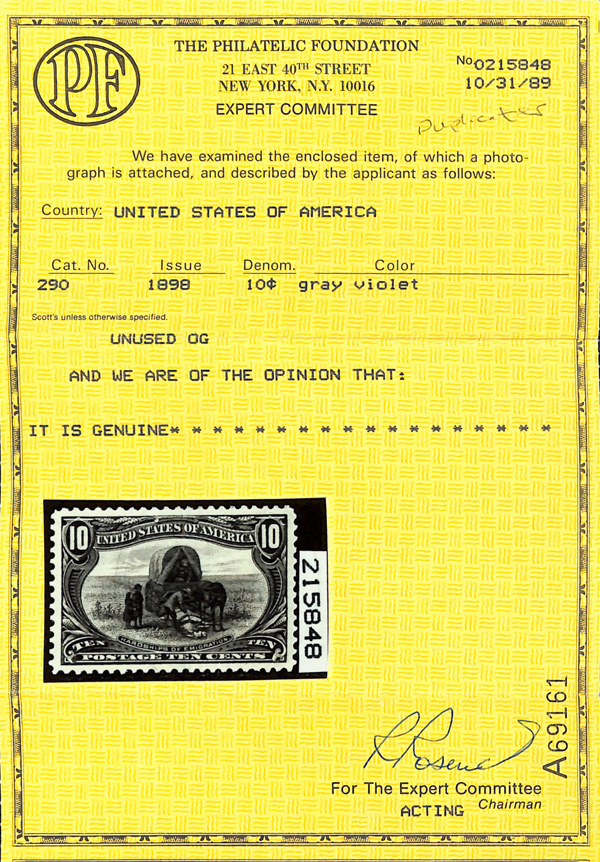 PF
THE PHILATELIC FOUNDATION
21 EAST 40TH STREET
NEW YORK, N.Y. 10016
EXPERT COMMITTEE
No 0215848
10/31/89
We have examined the enclosed item, of which a photo-
graph is attached, and described by the applicant as follows:
Country: UNITED STATES OF AMERICA
Cat. No. Issue Denom. Color
290 1898 10¢ gray violet
Scott's unless otherwise specified.
UNUSED OG
AND WE ARE OF THE OPINION THAT:
IT IS GENUINE* * * * * * * * * * * * * * * * * * *
10 UNITED STATES OF AMERICA 10
HARDSHIPS OF EMIGRATION
TEN TEN
POSTAGE TEN CENTS
215848
A69161
For The Expert Committee
ACTING Chairman